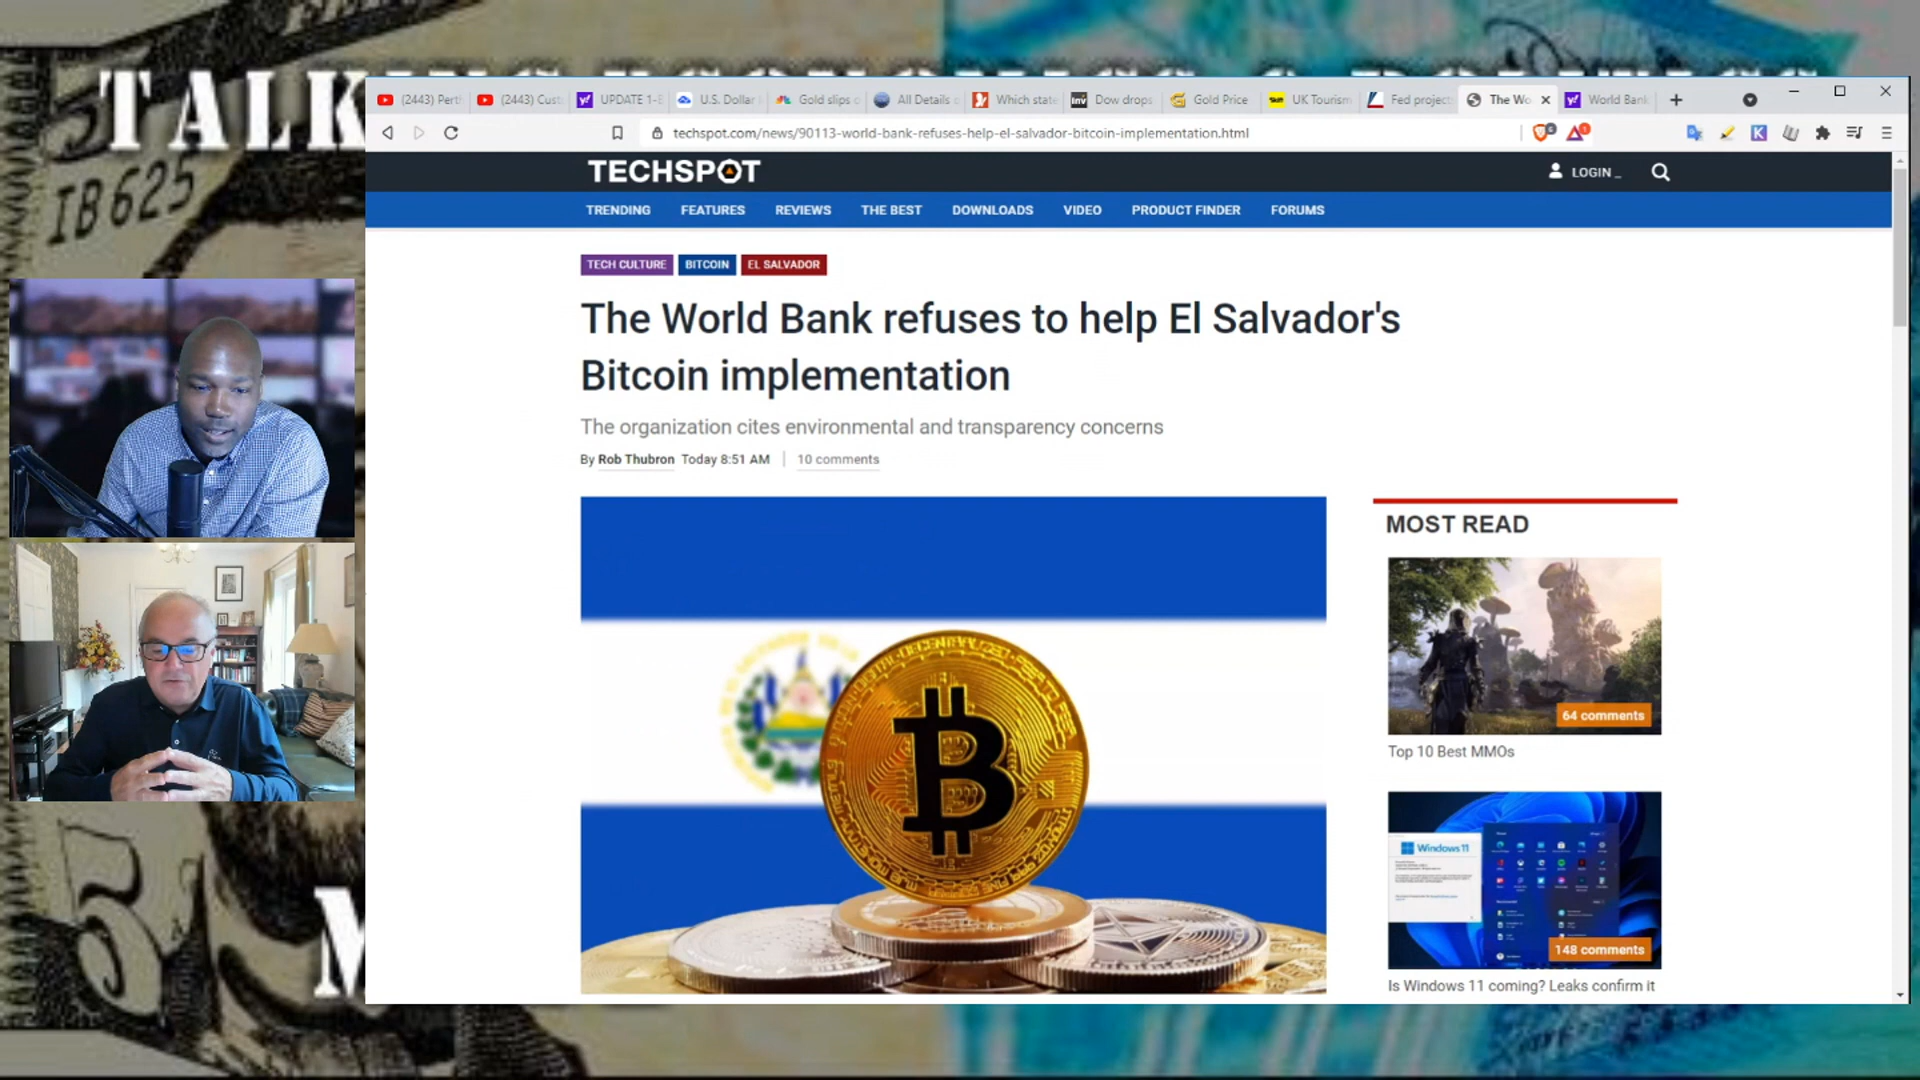 TALK
IB625
5
M
(2443) Pert
(2443) Cust
UPDATE 1-E
U.S. Dollar
Gold slips
All Details
Which state
Dow drops
Gold Price
UK Tourism
Fed project
The Wo
World Bank
techspot.com/news/90113-world-bank-refuses-help-el-salvador-bitcoin-implementation.html
TECHSPOT
LOGIN _
TRENDING FEATURES REVIEWS THE BEST DOWNLOADS VIDEO PRODUCT FINDER FORUMS
TECH CULTURE BITCOIN EL SALVADOR
The World Bank refuses to help El Salvador's
Bitcoin implementation
The organization cites environmental and transparency concerns
By Rob Thubron Today 8:51 AM | 10 comments
MOST READ
64 comments
Top 10 Best MMOs
Windows 11
148 comments
Is Windows 11 coming? Leaks confirm it